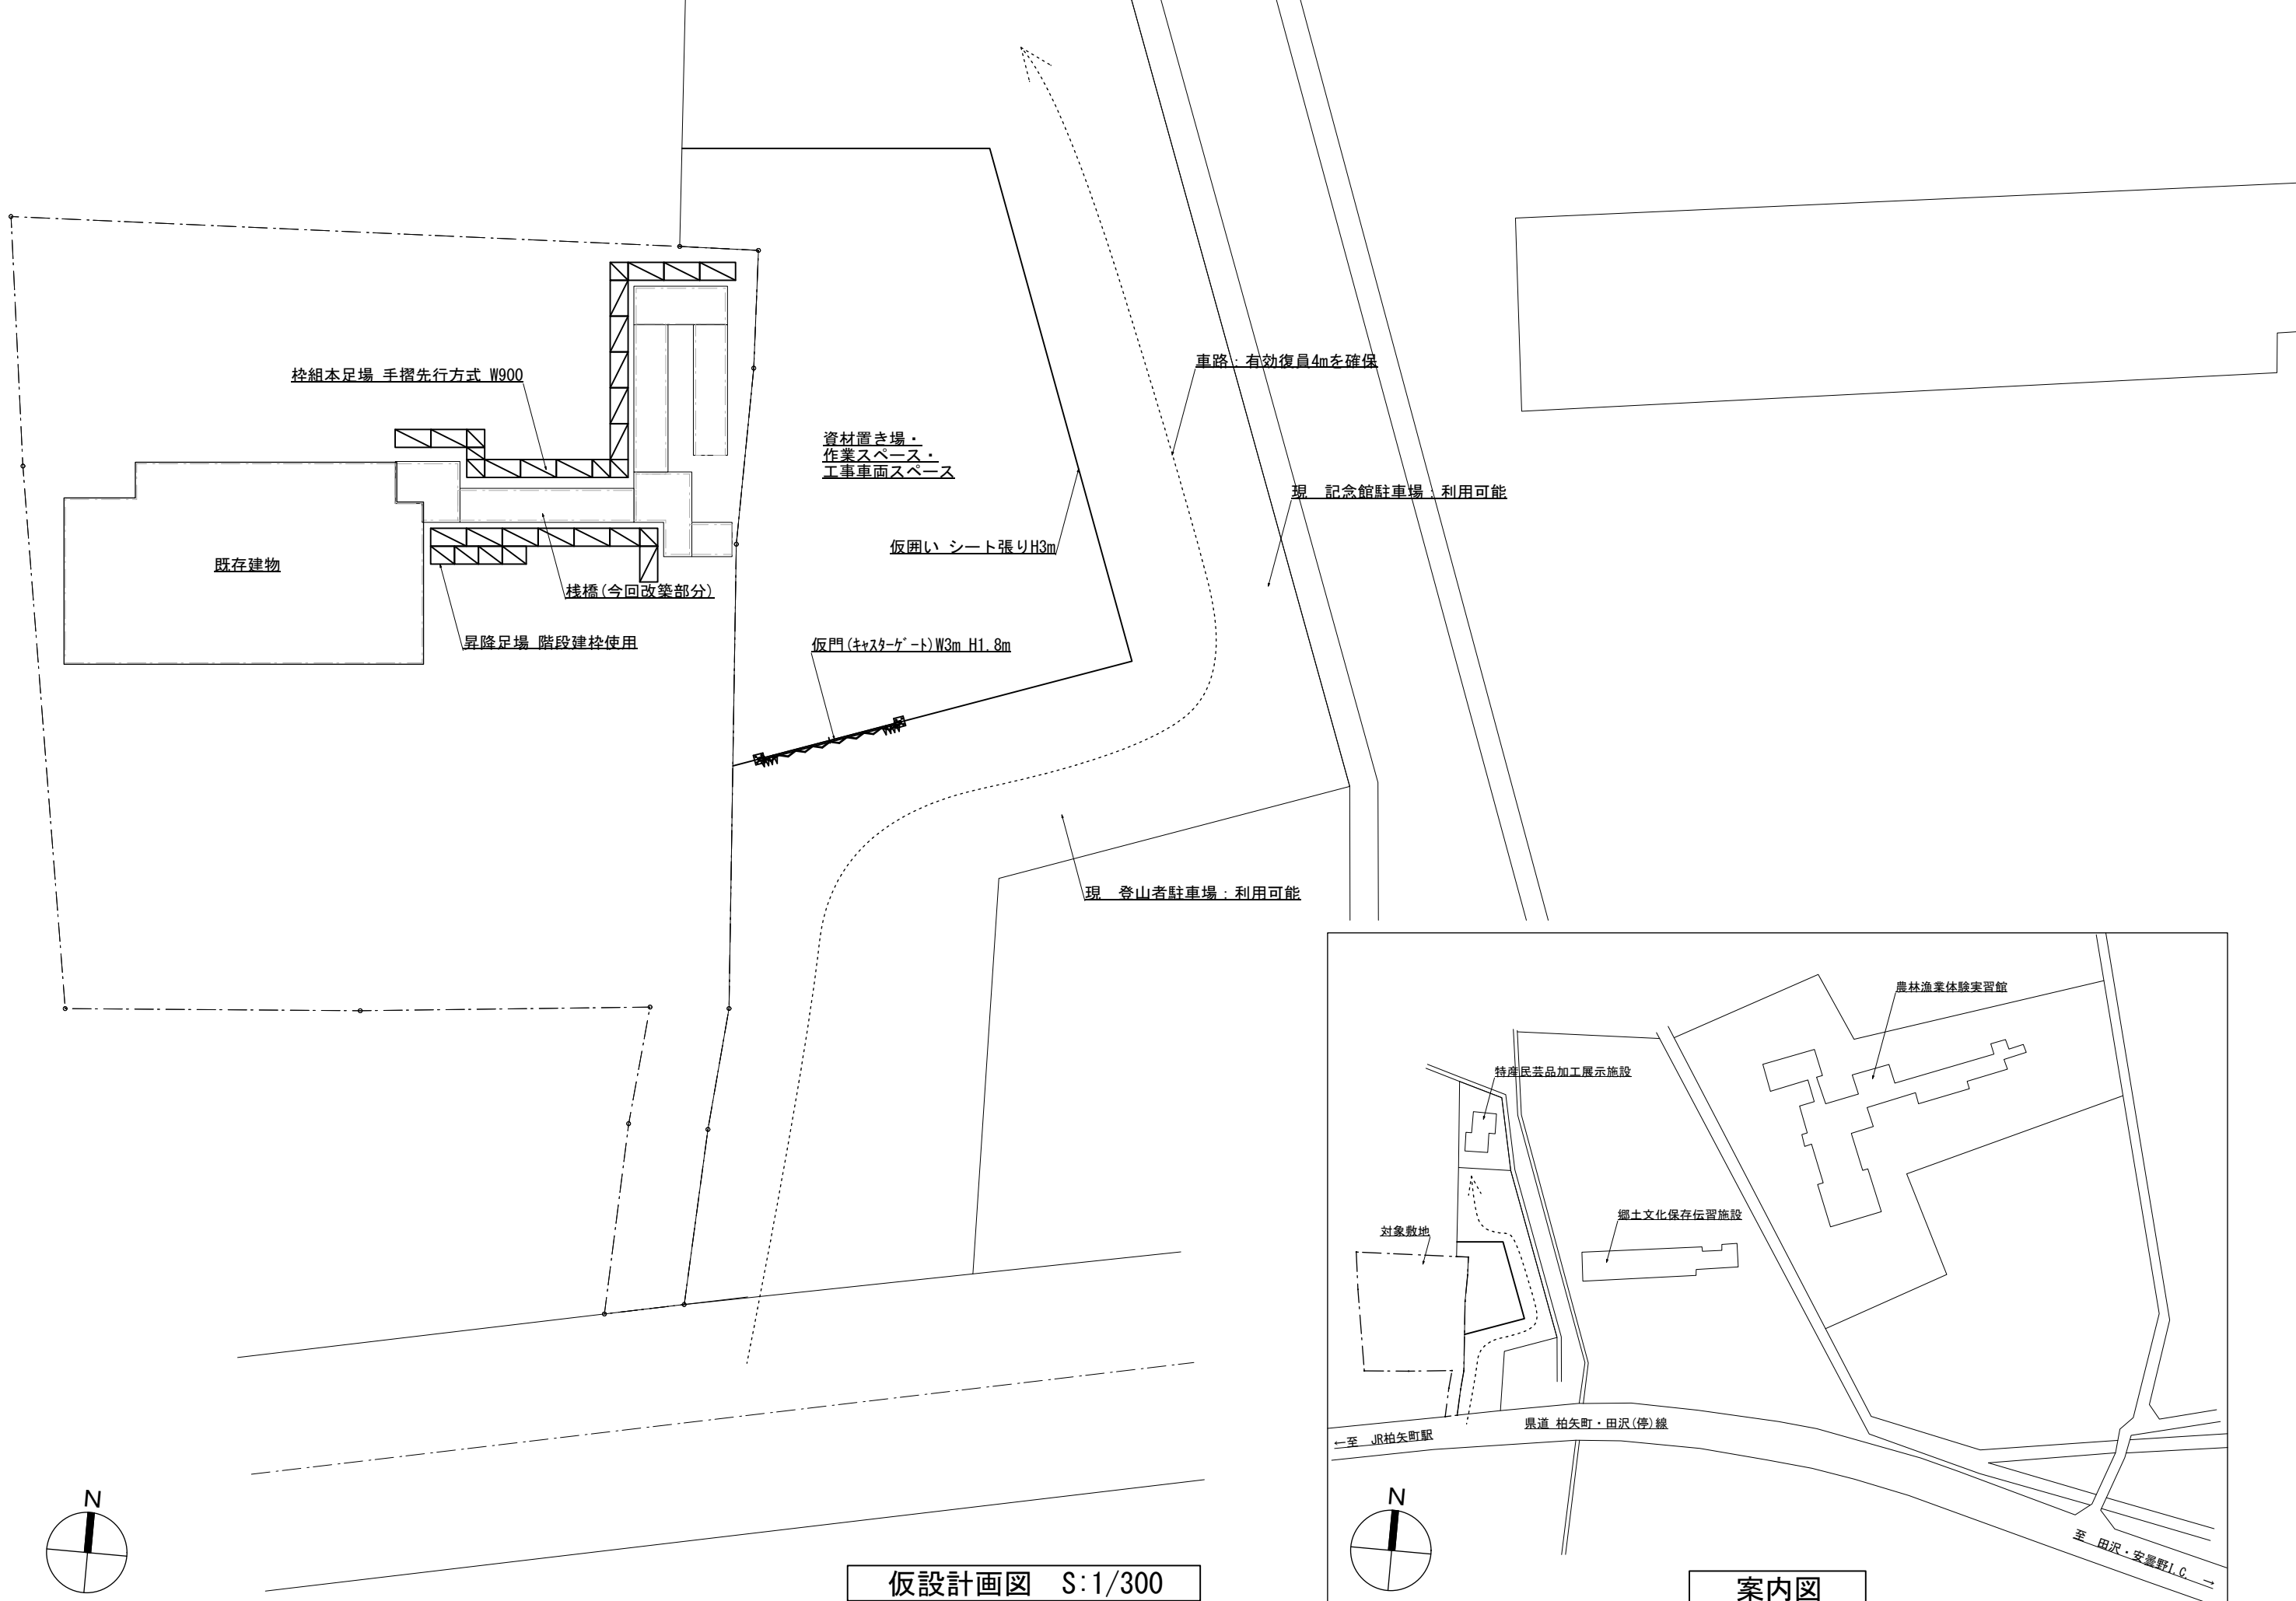 枠組本足場 手摺先行方式 W900
車路：有効復員4mを確保
資材置き場・
作業スペース・
工事車両スペース
現　記念館駐車場：利用可能
仮囲い シート張りH3m
既存建物
桟橋(今回改築部分)
昇降足場 階段建枠使用
仮門(ｷｬｽﾀｰｹﾞｰﾄ)W3m H1.8m
現　登山者駐車場：利用可能
N
仮設計画図　S:1/300
農林漁業体験実習館
特産民芸品加工展示施設
郷土文化保存伝習施設
対象敷地
県道 柏矢町・田沢(停)線
←至　JR柏矢町駅
N
至　田沢・安曇野I.C.　→
案内図